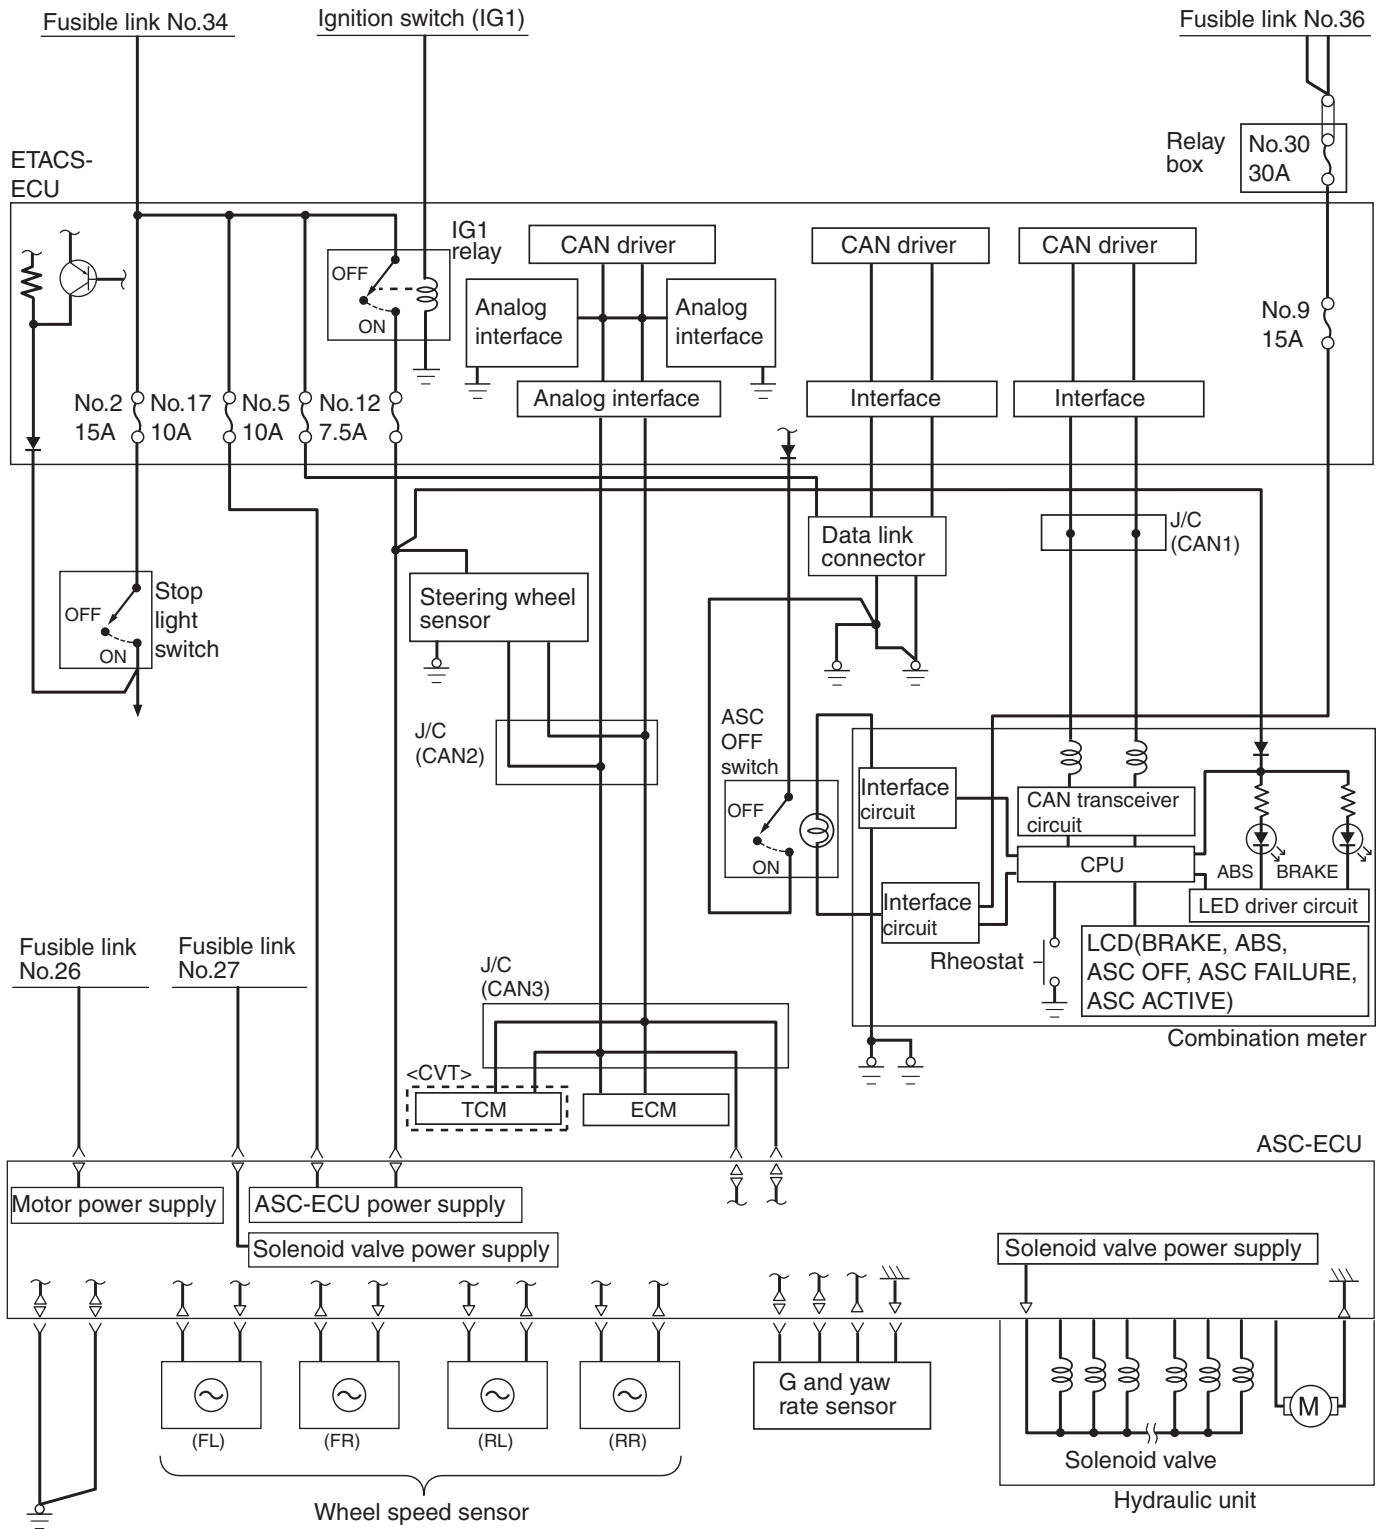 Fusible link No.34
Ignition switch (IG1)
Fusible link No.36
Relay
box
No.30
30A
ETACS-
ECU
IG1
relay
OFF
ON
CAN driver
CAN driver
CAN driver
Analog
interface
Analog
interface
No.9
15A
No.2
15A
No.17
10A
No.5
10A
No.12
7.5A
Analog interface
Interface
Interface
Data link
connector
J/C
(CAN1)
Stop
light
switch
OFF
ON
Steering wheel
sensor
J/C
(CAN2)
ASC
OFF
switch
OFF
ON
Interface
circuit
CAN transceiver
circuit
CPU
ABS
BRAKE
Interface
circuit
LED driver circuit
Rheostat
LCD(BRAKE, ABS,
ASC OFF, ASC FAILURE,
ASC ACTIVE)
Combination meter
Fusible link
No.26
Fusible link
No.27
J/C
(CAN3)
<CVT>
TCM
ECM
ASC-ECU
Motor power supply
ASC-ECU power supply
Solenoid valve power supply
Solenoid valve power supply
G and yaw
rate sensor
M
(FL)
(FR)
(RL)
(RR)
Solenoid valve
Wheel speed sensor
Hydraulic unit